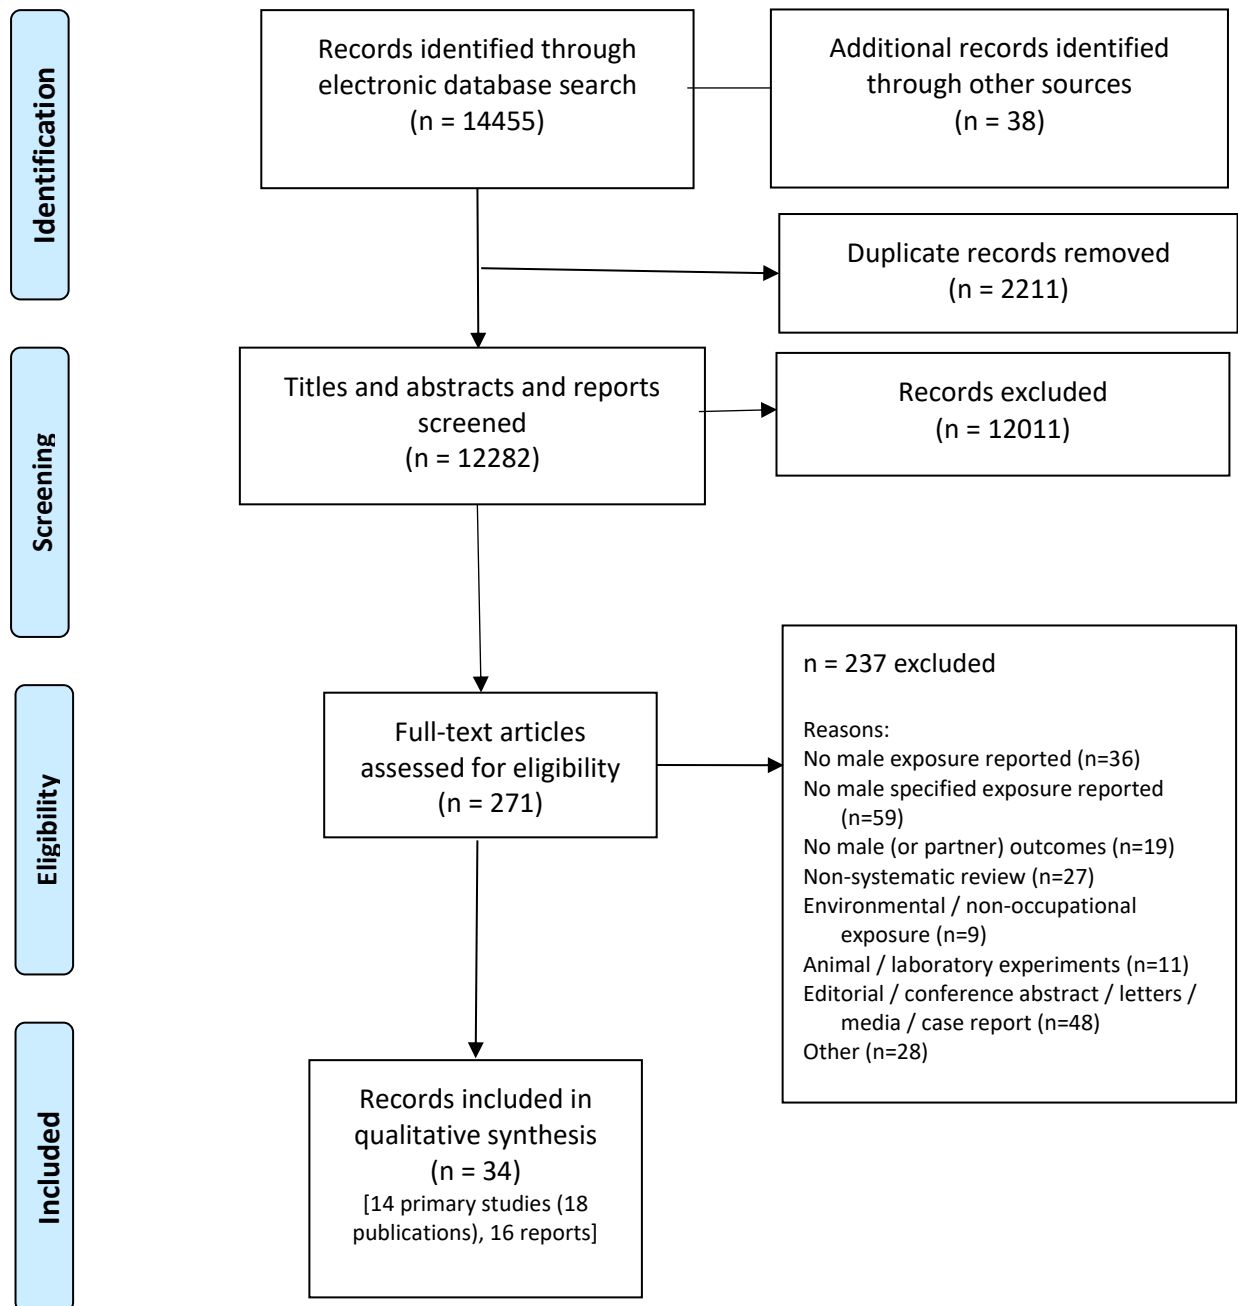 Identification
Records identified through
electronic database search
(n = 14455)
Additional records identified
through other sources
(n = 38)
Duplicate records removed
(n = 2211)
Screening
Titles and abstracts and reports
screened
(n = 12282)
Records excluded
(n = 12011)
Eligibility
Full-text articles
assessed for eligibility
(n = 271)
n = 237 excluded
Reasons:
No male exposure reported (n=36)
No male specified exposure reported
(n=59)
No male (or partner) outcomes (n=19)
Non-systematic review (n=27)
Environmental / non-occupational
exposure (n=9)
Animal / laboratory experiments (n=11)
Editorial / conference abstract / letters /
media / case report (n=48)
Other (n=28)
Included
Records included in
qualitative synthesis
(n = 34)
[14 primary studies (18
publications), 16 reports]